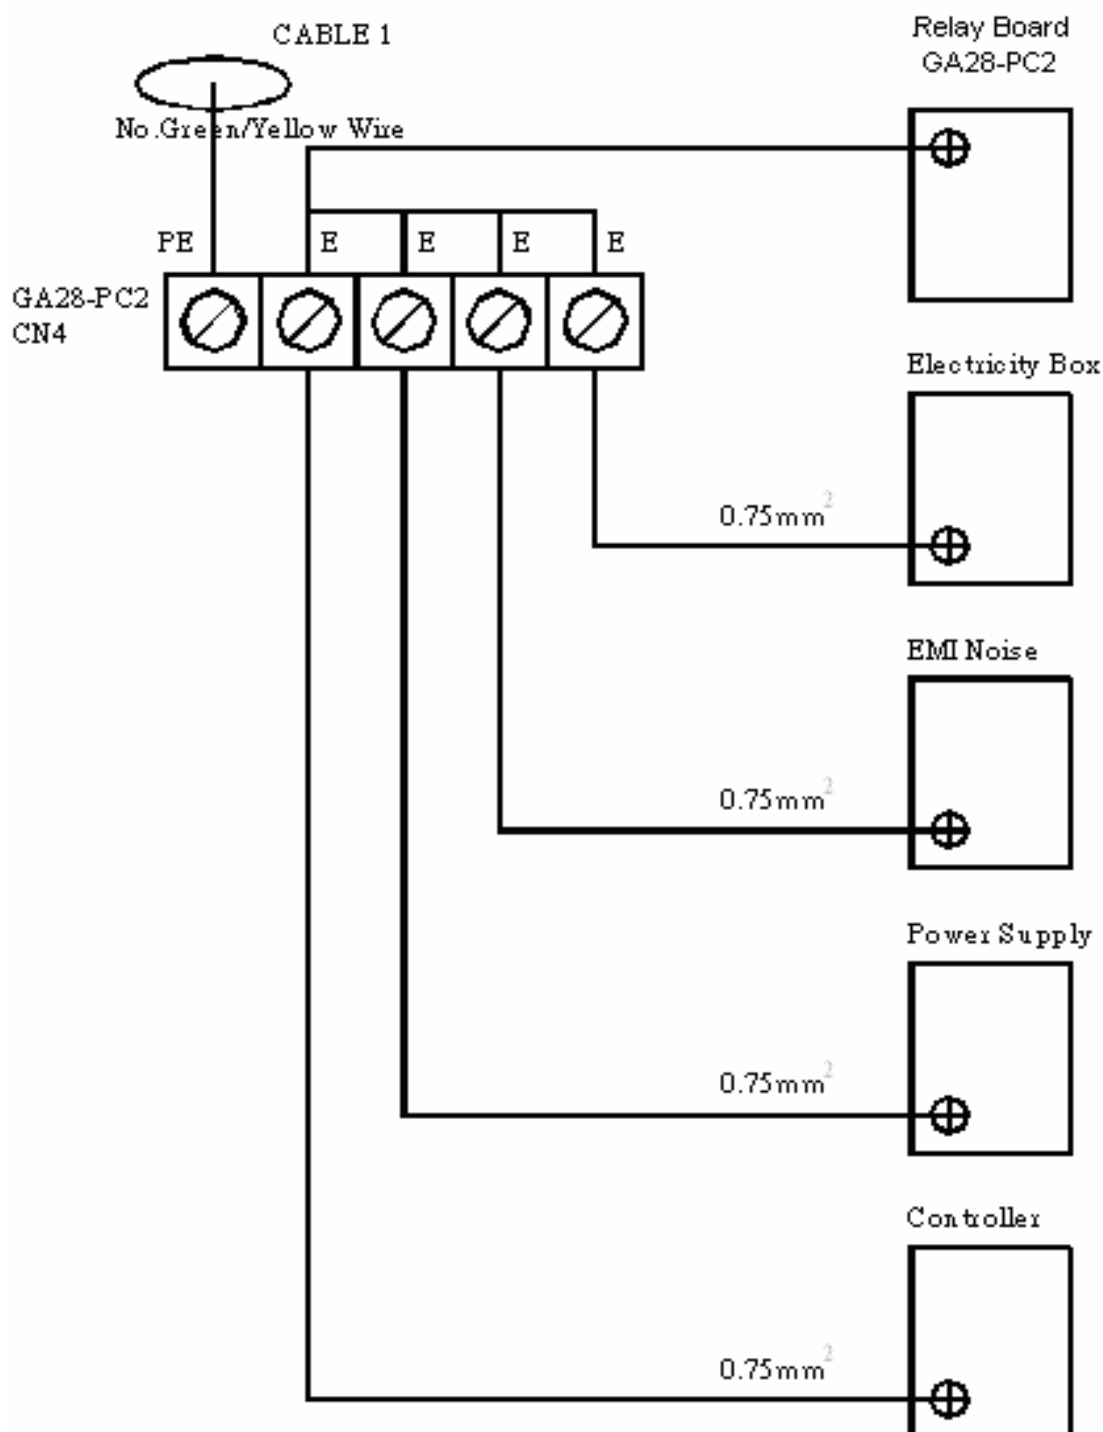 CABLE 1
Relay Board
GA28-PC2
No.Green/Yellow Wire
PE
E
E
E
E
GA28-PC2
CN4
Electricity Box
0.75mm²
EMI Noise
0.75mm²
Power Supply
0.75mm²
Controller
0.75mm²